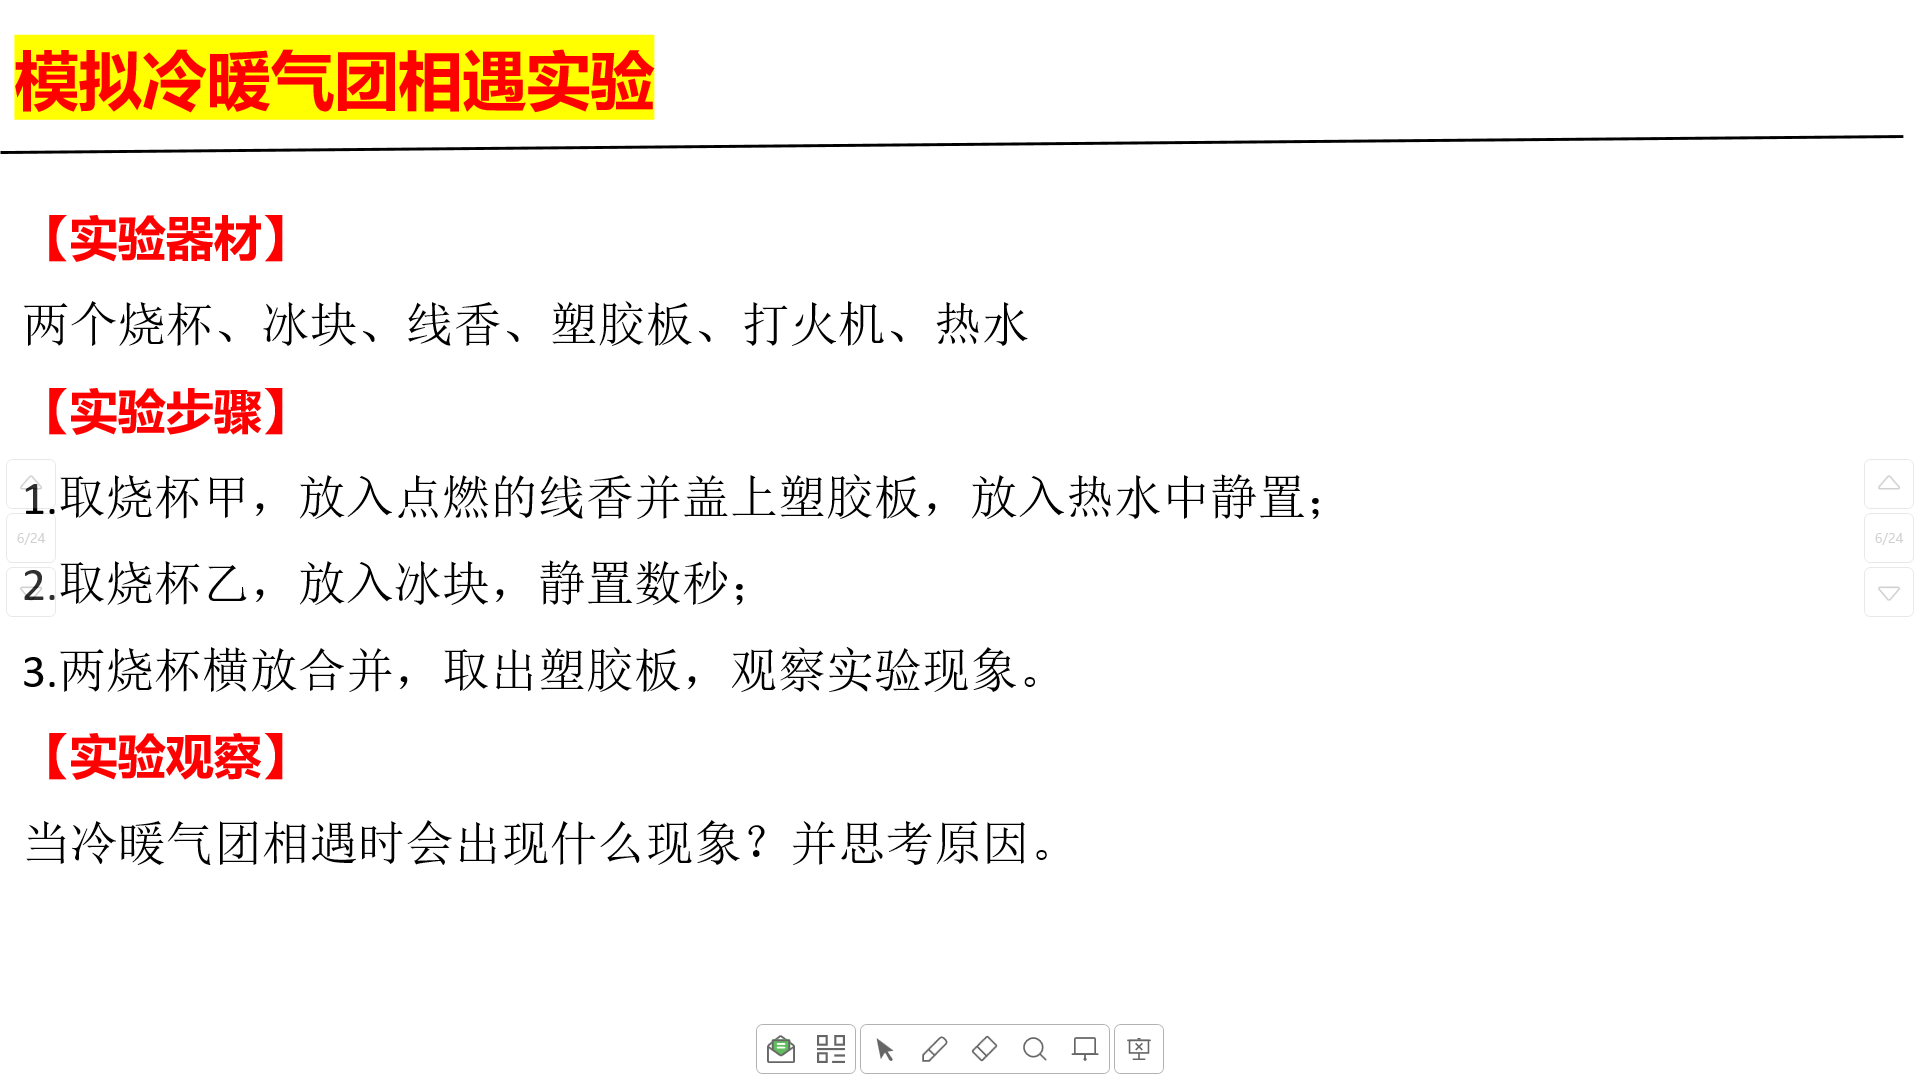 模拟冷暖气团相遇实验
【实验器材】
两个烧杯、冰块、线香、塑胶板、打火机、热水
【实验步骤】
1.取烧杯甲，放入点燃的线香并盖上塑胶板，放入热水中静置；
6/24
6/24
2.取烧杯乙，放入冰块，静置数秒；
3.两烧杯横放合并，取出塑胶板，观察实验现象。
【实验观察】
当冷暖气团相遇时会出现什么现象？并思考原因。